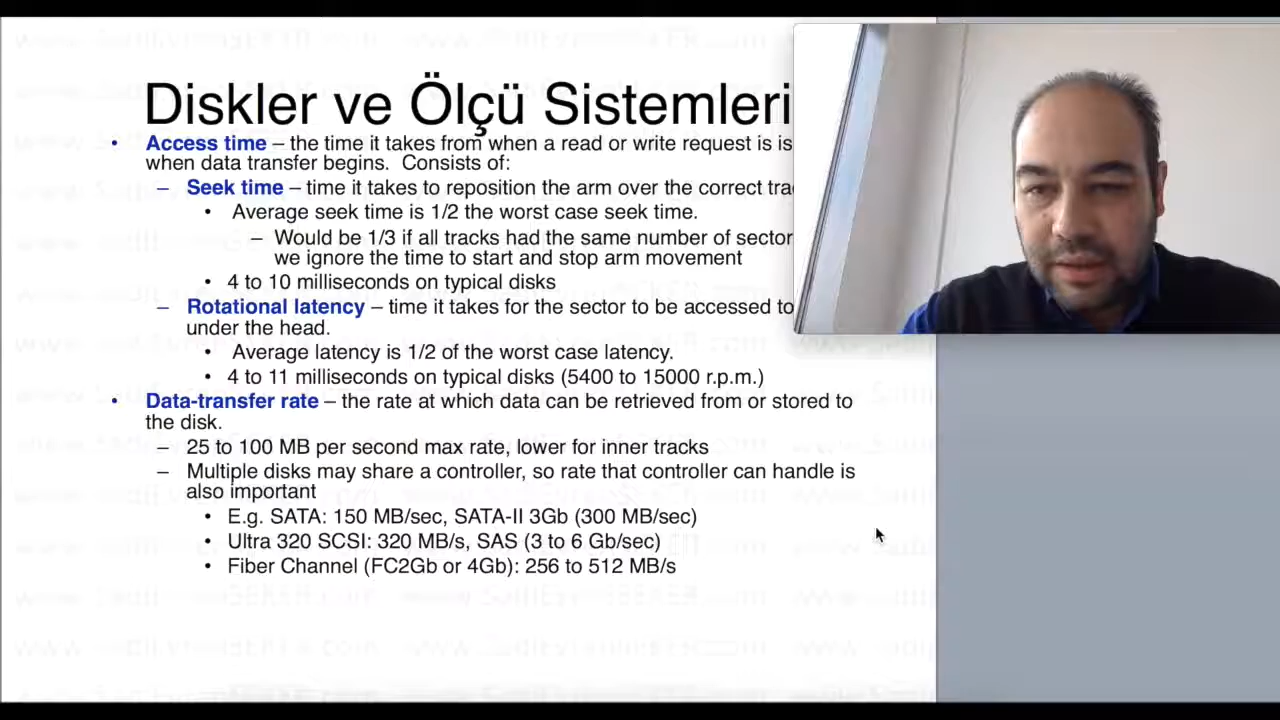 Diskler ve Ölçü Sistemleri
• Access time – the time it takes from when a read or write request is is
when data transfer begins. Consists of:
– Seek time – time it takes to reposition the arm over the correct tra
• Average seek time is 1/2 the worst case seek time.
– Would be 1/3 if all tracks had the same number of sector
we ignore the time to start and stop arm movement
• 4 to 10 milliseconds on typical disks
– Rotational latency – time it takes for the sector to be accessed to
under the head.
• Average latency is 1/2 of the worst case latency.
• 4 to 11 milliseconds on typical disks (5400 to 15000 r.p.m.)
• Data-transfer rate – the rate at which data can be retrieved from or stored to
the disk.
– 25 to 100 MB per second max rate, lower for inner tracks
– Multiple disks may share a controller, so rate that controller can handle is
also important
• E.g. SATA: 150 MB/sec, SATA-II 3Gb (300 MB/sec)
• Ultra 320 SCSI: 320 MB/s, SAS (3 to 6 Gb/sec)
• Fiber Channel (FC2Gb or 4Gb): 256 to 512 MB/s